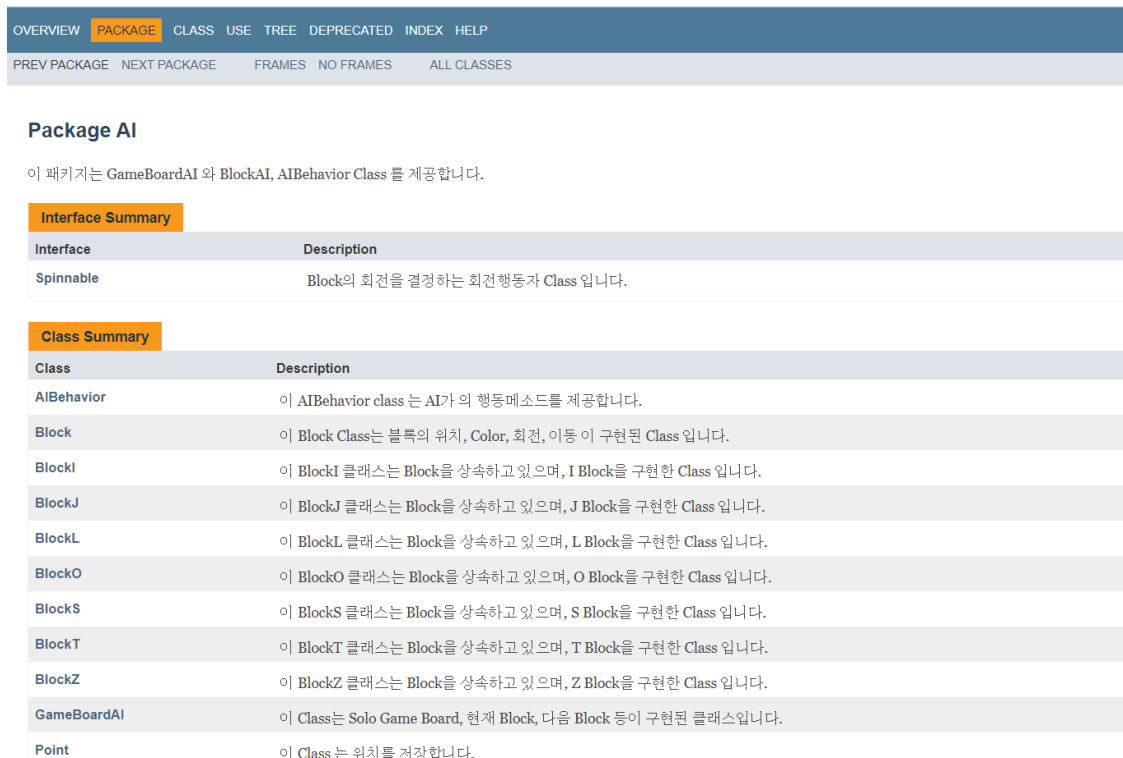 OVERVIEW PACKAGE CLASS USE TREE DEPRECATED INDEX HELP
PREV PACKAGE NEXT PACKAGE FRAMES NO FRAMES ALL CLASSES
Package AI
이 패키지는 GameBoardAI 와 BlockAI, AIBehavior Class 를 제공합니다.
Interface Summary
Interface Description
Spinnable Block의 회전을 결정하는 회전행동자 Class 입니다.
Class Summary
Class Description
AIBehavior 이 AIBehavior class 는 AI가 의 행동메소드를 제공합니다.
Block 이 Block Class는 블록의 위치, Color, 회전, 이동 이 구현된 Class 입니다.
BlockI 이 BlockI 클래스는 Block을 상속하고 있으며, I Block을 구현한 Class 입니다.
BlockJ 이 BlockJ 클래스는 Block을 상속하고 있으며, J Block을 구현한 Class 입니다.
BlockL 이 BlockL 클래스는 Block을 상속하고 있으며, L Block을 구현한 Class 입니다.
BlockO 이 BlockO 클래스는 Block을 상속하고 있으며, O Block을 구현한 Class 입니다.
BlockS 이 BlockS 클래스는 Block을 상속하고 있으며, S Block을 구현한 Class 입니다.
BlockT 이 BlockT 클래스는 Block을 상속하고 있으며, T Block을 구현한 Class 입니다.
BlockZ 이 BlockZ 클래스는 Block을 상속하고 있으며, Z Block을 구현한 Class 입니다.
GameBoardAI 이 Class는 Solo Game Board, 현재 Block, 다음 Block 등이 구현된 클래스입니다.
Point 이 Class 는 위치를 저장합니다.